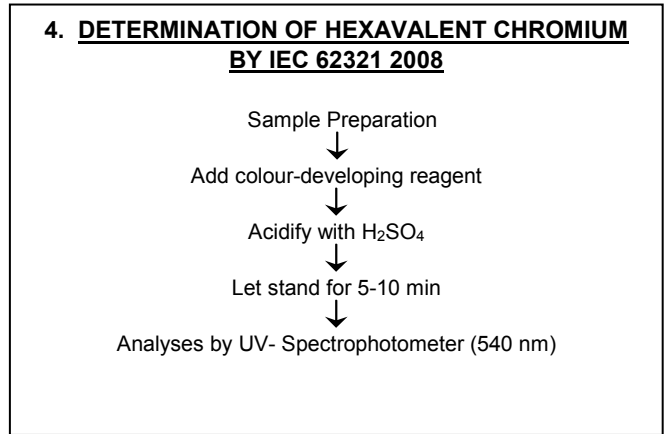 4. DETERMINATION OF HEXAVALENT CHROMIUM
BY IEC 62321 2008
Sample Preparation
Add colour-developing reagent
Acidify with H₂SO₄
Let stand for 5-10 min
Analyses by UV- Spectrophotometer (540 nm)